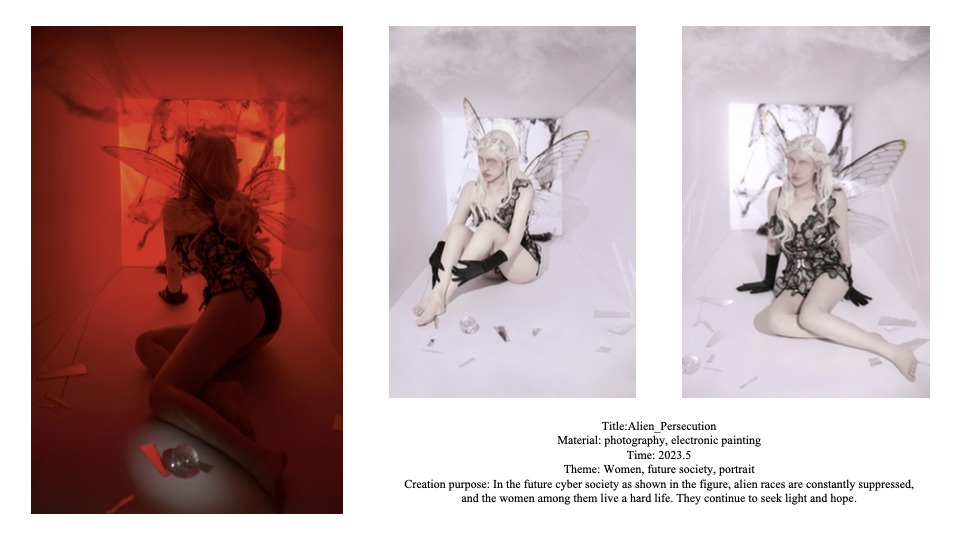 Title:Alien_Persecution
Material: photography, electronic painting
Time: 2023.5
Theme: Women, future society, portrait
Creation purpose: In the future cyber society as shown in the figure, alien races are constantly suppressed,
and the women among them live a hard life. They continue to seek light and hope.